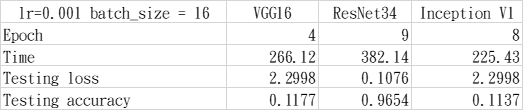 lr=0.001 batch_size = 16 VGG16 ResNet34 Inception V1
Epoch 4 9 8
Time 266.12 382.14 225.43
Testing loss 2.2998 0.1076 2.2998
Testing accuracy 0.1177 0.9654 0.1137